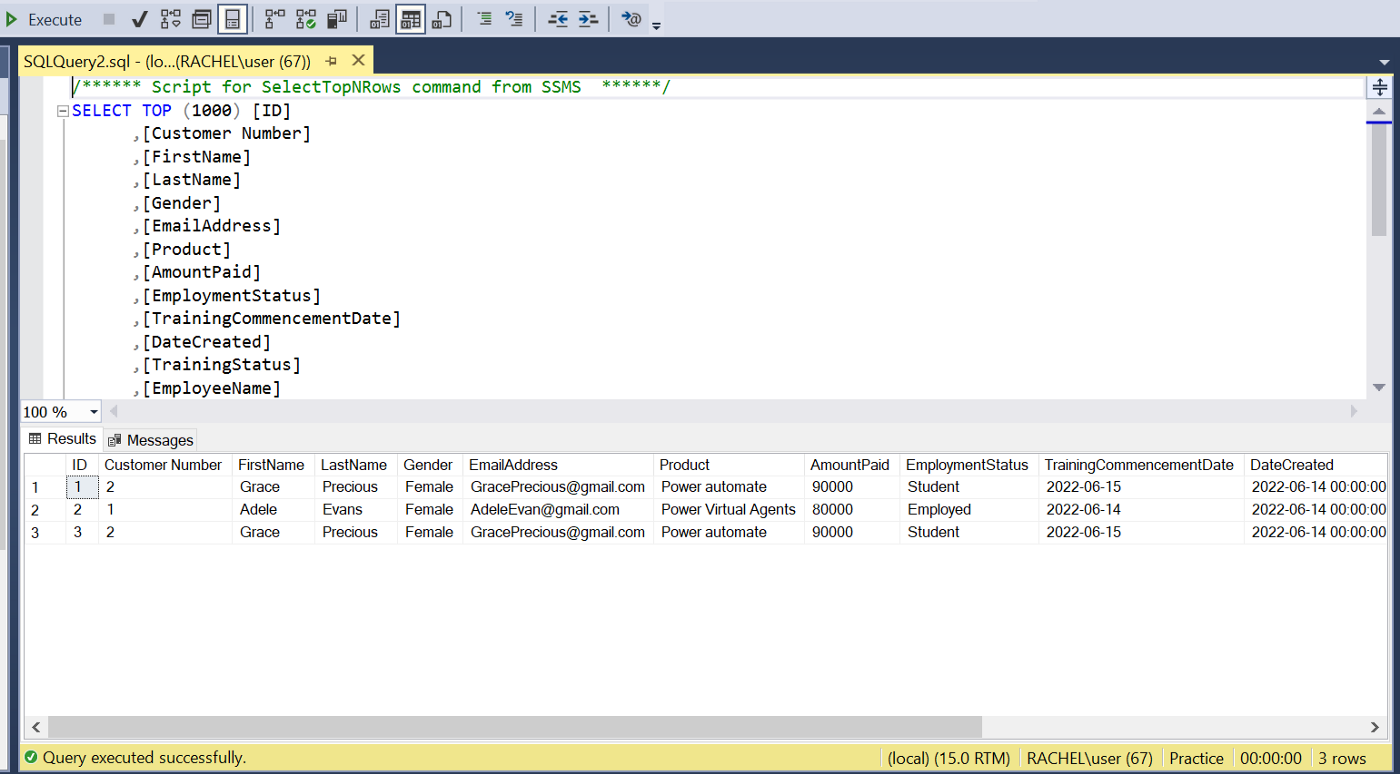 Execute
SQLQuery2.sql - (lo...(RACHEL\user (67))
/****** Script for SelectTopNRows command from SSMS  ******/
SELECT TOP (1000) [ID]
,[Customer Number]
,[FirstName]
,[LastName]
,[Gender]
,[EmailAddress]
,[Product]
,[AmountPaid]
,[EmploymentStatus]
,[TrainingCommencementDate]
,[DateCreated]
,[TrainingStatus]
,[EmployeeName]
100 %
Results Messages
ID Customer Number FirstName LastName Gender EmailAddress Product AmountPaid EmploymentStatus TrainingCommencementDate DateCreated
1 1 2 Grace Precious Female GracePrecious@gmail.com Power automate 90000 Student 2022-06-15 2022-06-14 00:00:00
2 2 1 Adele Evans Female AdeleEvan@gmail.com Power Virtual Agents 80000 Employed 2022-06-14 2022-06-14 00:00:00
3 3 2 Grace Precious Female GracePrecious@gmail.com Power automate 90000 Student 2022-06-15 2022-06-14 00:00:00
Query executed successfully. (local) (15.0 RTM) RACHEL\user (67) Practice 00:00:00 3 rows